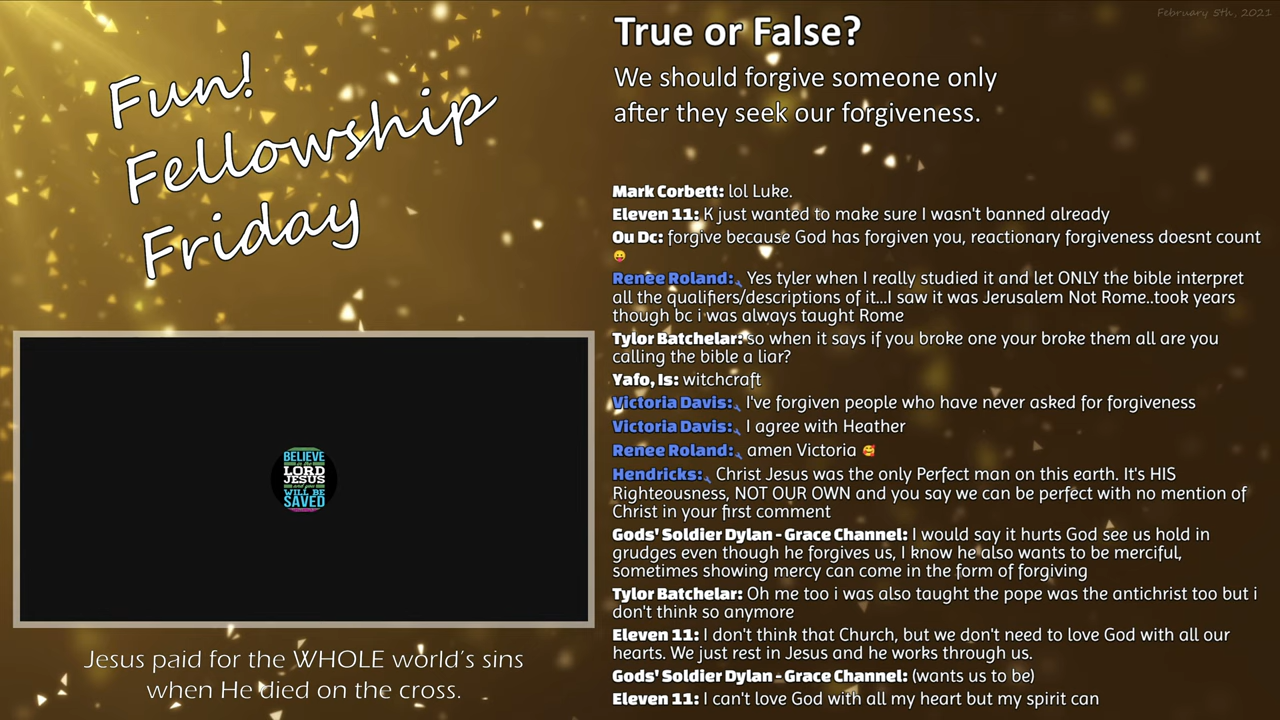 February 5th, 2021
Fun!
Fellowship
Friday
True or False?
We should forgive someone only
after they seek our forgiveness.
Mark Corbett: lol Luke.
Eleven 11: K just wanted to make sure I wasn't banned already
Ou Dc: forgive because God has forgiven you, reactionary forgiveness doesnt count
😛
Renee Roland: Yes tyler when I really studied it and let ONLY the bible interpret
all the qualifiers/descriptions of it...I saw it was Jerusalem Not Rome..took years
though bc i was always taught Rome
Tylor Batchelar: so when it says if you broke one your broke them all are you
calling the bible a liar?
Yafo, Is: witchcraft
Victoria Davis: I've forgiven people who have never asked for forgiveness
Victoria Davis: I agree with Heather
Renee Roland: amen Victoria 🥰
Hendricks: Christ Jesus was the only Perfect man on this earth. It's HIS
Righteousness, NOT OUR OWN and you say we can be perfect with no mention of
Christ in your first comment
Gods' Soldier Dylan - Grace Channel: I would say it hurts God see us hold in
grudges even though he forgives us, I know he also wants to be merciful,
sometimes showing mercy can come in the form of forgiving
Tylor Batchelar: Oh me too i was also taught the pope was the antichrist too but i
don't think so anymore
Eleven 11: I don't think that Church, but we don't need to love God with all our
hearts. We just rest in Jesus and he works through us.
Gods' Soldier Dylan - Grace Channel: (wants us to be)
Eleven 11: I can't love God with all my heart but my spirit can
BELIEVE
LORD
JESUS
WILL BE
SAVED
Jesus paid for the WHOLE world's sins
when He died on the cross.